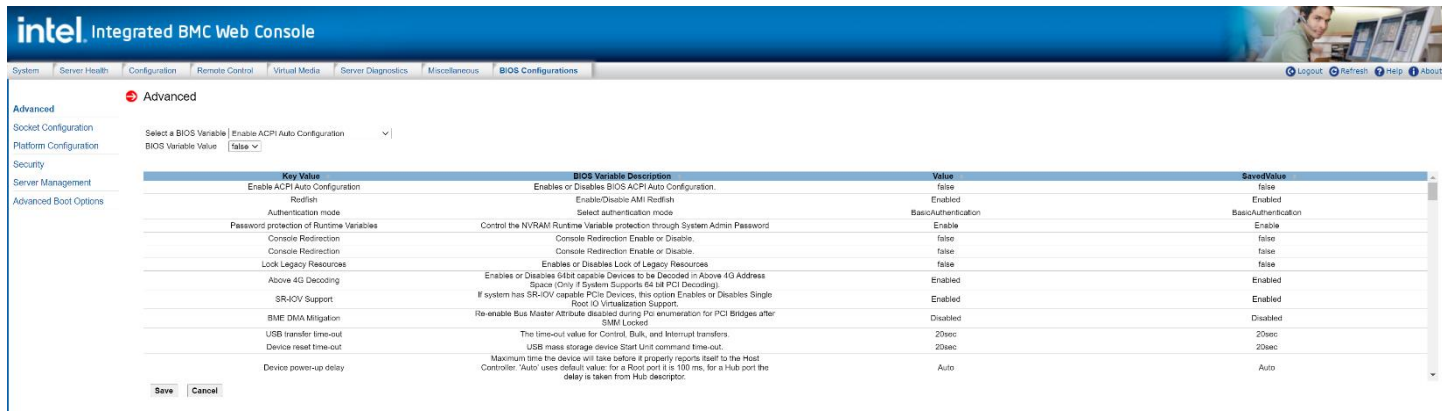 intel. Integrated BMC Web Console
System Server Health Configuration Remote Control Virtual Media Server Diagnostics Miscellaneous BIOS Configurations Logout Refresh Help About
Advanced
Advanced
Socket Configuration
Platform Configuration
Security
Server Management
Advanced Boot Options
Select a BIOS Variable Enable ACPI Auto Configuration
BIOS Variable Value false
Key Value BIOS Variable Description Value SavedValue
Enable ACPI Auto Configuration Enables or Disables BIOS ACPI Auto Configuration. false false
Redfish Enable/Disable AMI Redfish Enabled Enabled
Authentication mode Select authentication mode BasicAuthentication BasicAuthentication
Password protection of Runtime Variables Control the NVRAM Runtime Variable protection through System Admin Password Enable Enable
Console Redirection Console Redirection Enable or Disable. false false
Console Redirection Console Redirection Enable or Disable. false false
Lock Legacy Resources Enables or Disables Lock of Legacy Resources false false
Above 4G Decoding Enables or Disables 64bit capable Devices to be Decoded in Above 4G Address Enabled Enabled
Space (Only if System Supports 64 bit PCI Decoding).
SR-IOV Support If system has SR-IOV capable PCIe Devices, this option Enables or Disables Single Enabled Enabled
Root IO Virtualization Support.
BME DMA Mitigation Re-enable Bus Master Attribute disabled during Pci enumeration for PCI Bridges after Disabled Disabled
SMM Locked
USB transfer time-out The time-out value for Control, Bulk, and Interrupt transfers. 20sec 20sec
Device reset time-out USB mass storage device Start Unit command time-out. 20sec 20sec
Maximum time the device will take before it properly reports itself to the Host
Device power-up delay Controller. 'Auto' uses default value: for a Root port it is 100 ms, for a Hub port the Auto Auto
delay is taken from Hub descriptor.
Save Cancel